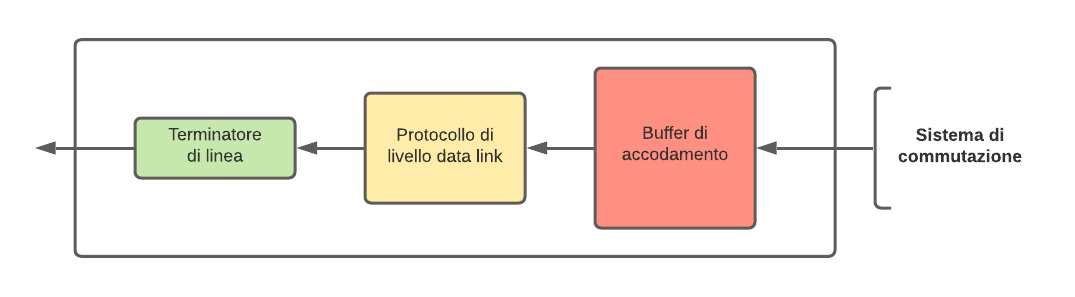 Terminatore
di linea
Protocollo di
livello data link
Buffer di
accodamento
Sistema di
commutazione